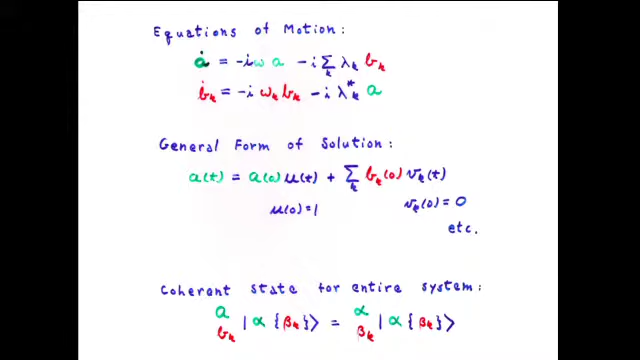 Equations of Motion:
ȧ = -iω a - i Σ_k λ_k b_k
ḃ_k = -i ω_k b_k - i λ_k* a
General Form of Solution:
a(t) = a(0) u(t) + Σ_k b_k(0) v_k(t)
u(0) = 1 v_k(0) = 0
etc.
Coherent state for entire system:
a | α {β_k}⟩ = α | α {β_k}⟩
b_k β_k